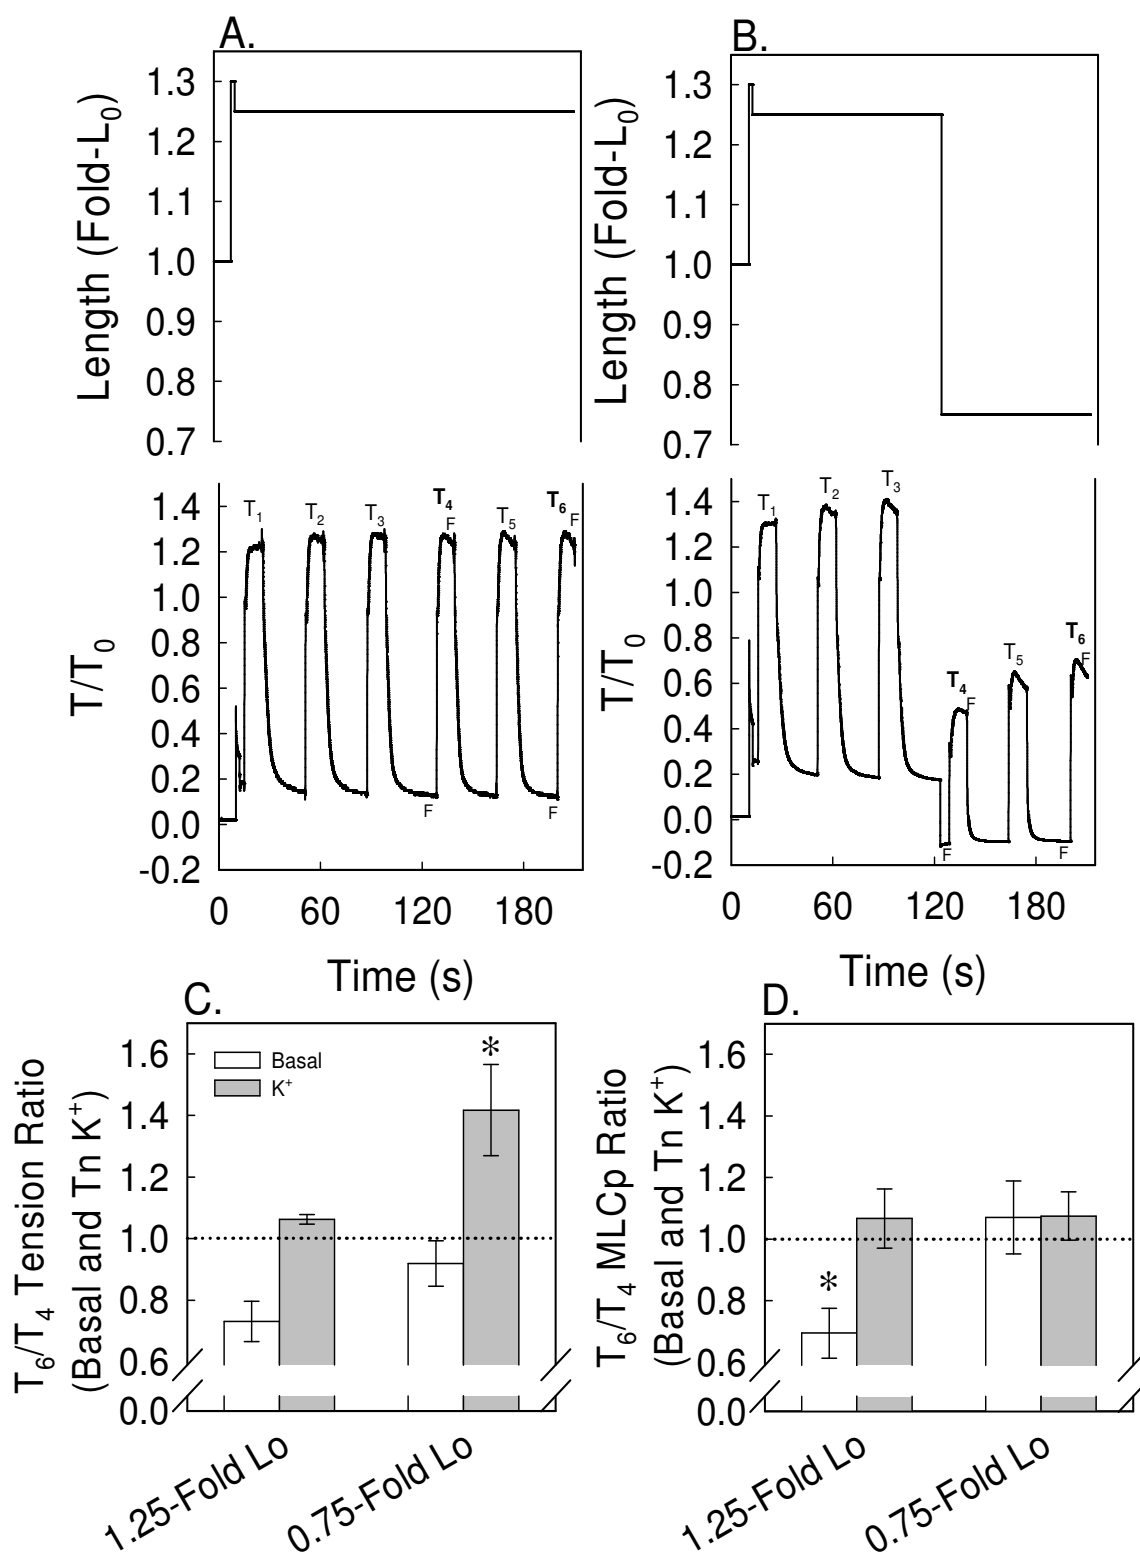 A.
Length (Fold-L0)
1.3
1.2
1.1
1.0
0.9
0.8
0.7
B.
Length (Fold-L0)
1.3
1.2
1.1
1.0
0.9
0.8
0.7
T/T0
1.4
1.2
1.0
0.8
0.6
0.4
0.2
0.0
-0.2
T1
T2
T3
T4
F
T5
T6
F
F
F
0
60
120
180
Time (s)
T/T0
1.4
1.2
1.0
0.8
0.6
0.4
0.2
0.0
-0.2
T1
T2
T3
T4
F
T5
T6
F
F
F
0
60
120
180
Time (s)
C.
T6/T4 Tension Ratio
(Basal and Tn K+)
1.6
1.4
1.2
1.0
0.8
0.6
0.0
Basal
K+
*
1.25-Fold Lo
0.75-Fold Lo
D.
T6/T4 MLCp Ratio
(Basal and Tn K+)
1.6
1.4
1.2
1.0
0.8
0.6
0.0
*
1.25-Fold Lo
0.75-Fold Lo